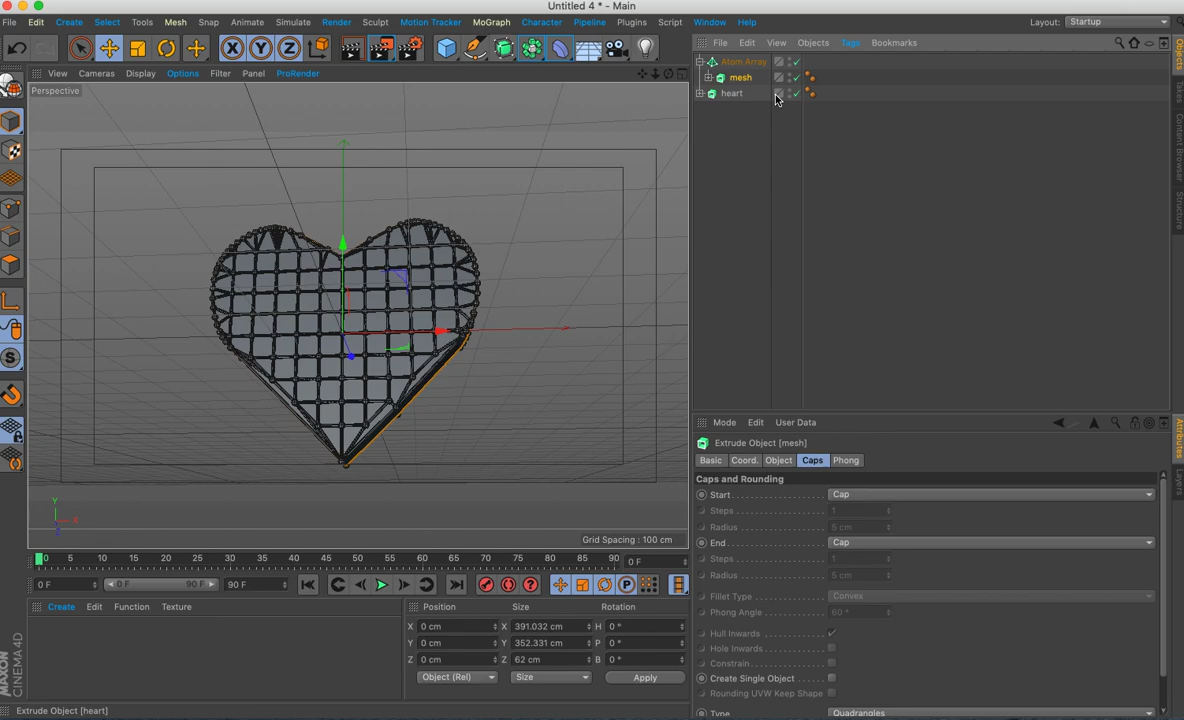 Untitled 4 * - Main
File Edit Create Select Tools Mesh Snap Animate Simulate Render Sculpt Motion Tracker MoGraph Character Pipeline Plugins Script Window Help Layout: Startup
X Y Z
File Edit View Objects Tags Bookmarks
View Cameras Display Options Filter Panel ProRender
Perspective
Atom Array
mesh
heart
Objects
Takes
Content Browser
Structure
Y
X
Grid Spacing : 100 cm
0 5 10 15 20 25 30 35 40 45 50 55 60 65 70 75 80 85 90 0 F
0 F 0 F 90 F 90 F
P
Create Edit Function Texture
Position Size Rotation
X 0 cm X 391.032 cm H 0 °
Y 0 cm Y 352.331 cm P 0 °
Z 0 cm Z 62 cm B 0 °
Object (Rel) Size Apply
MAXON CINEMA4D
Extrude Object [heart]
Mode Edit User Data
Extrude Object [mesh]
Basic Coord. Object Caps Phong
Caps and Rounding
Start Cap
Steps 1
Radius 5 cm
End Cap
Steps 1
Radius 5 cm
Fillet Type Convex
Phong Angle 60 °
Hull Inwards
Hole Inwards
Constrain
Create Single Object
Rounding UVW Keep Shape
Type Quadrangles
Attributes
Layers